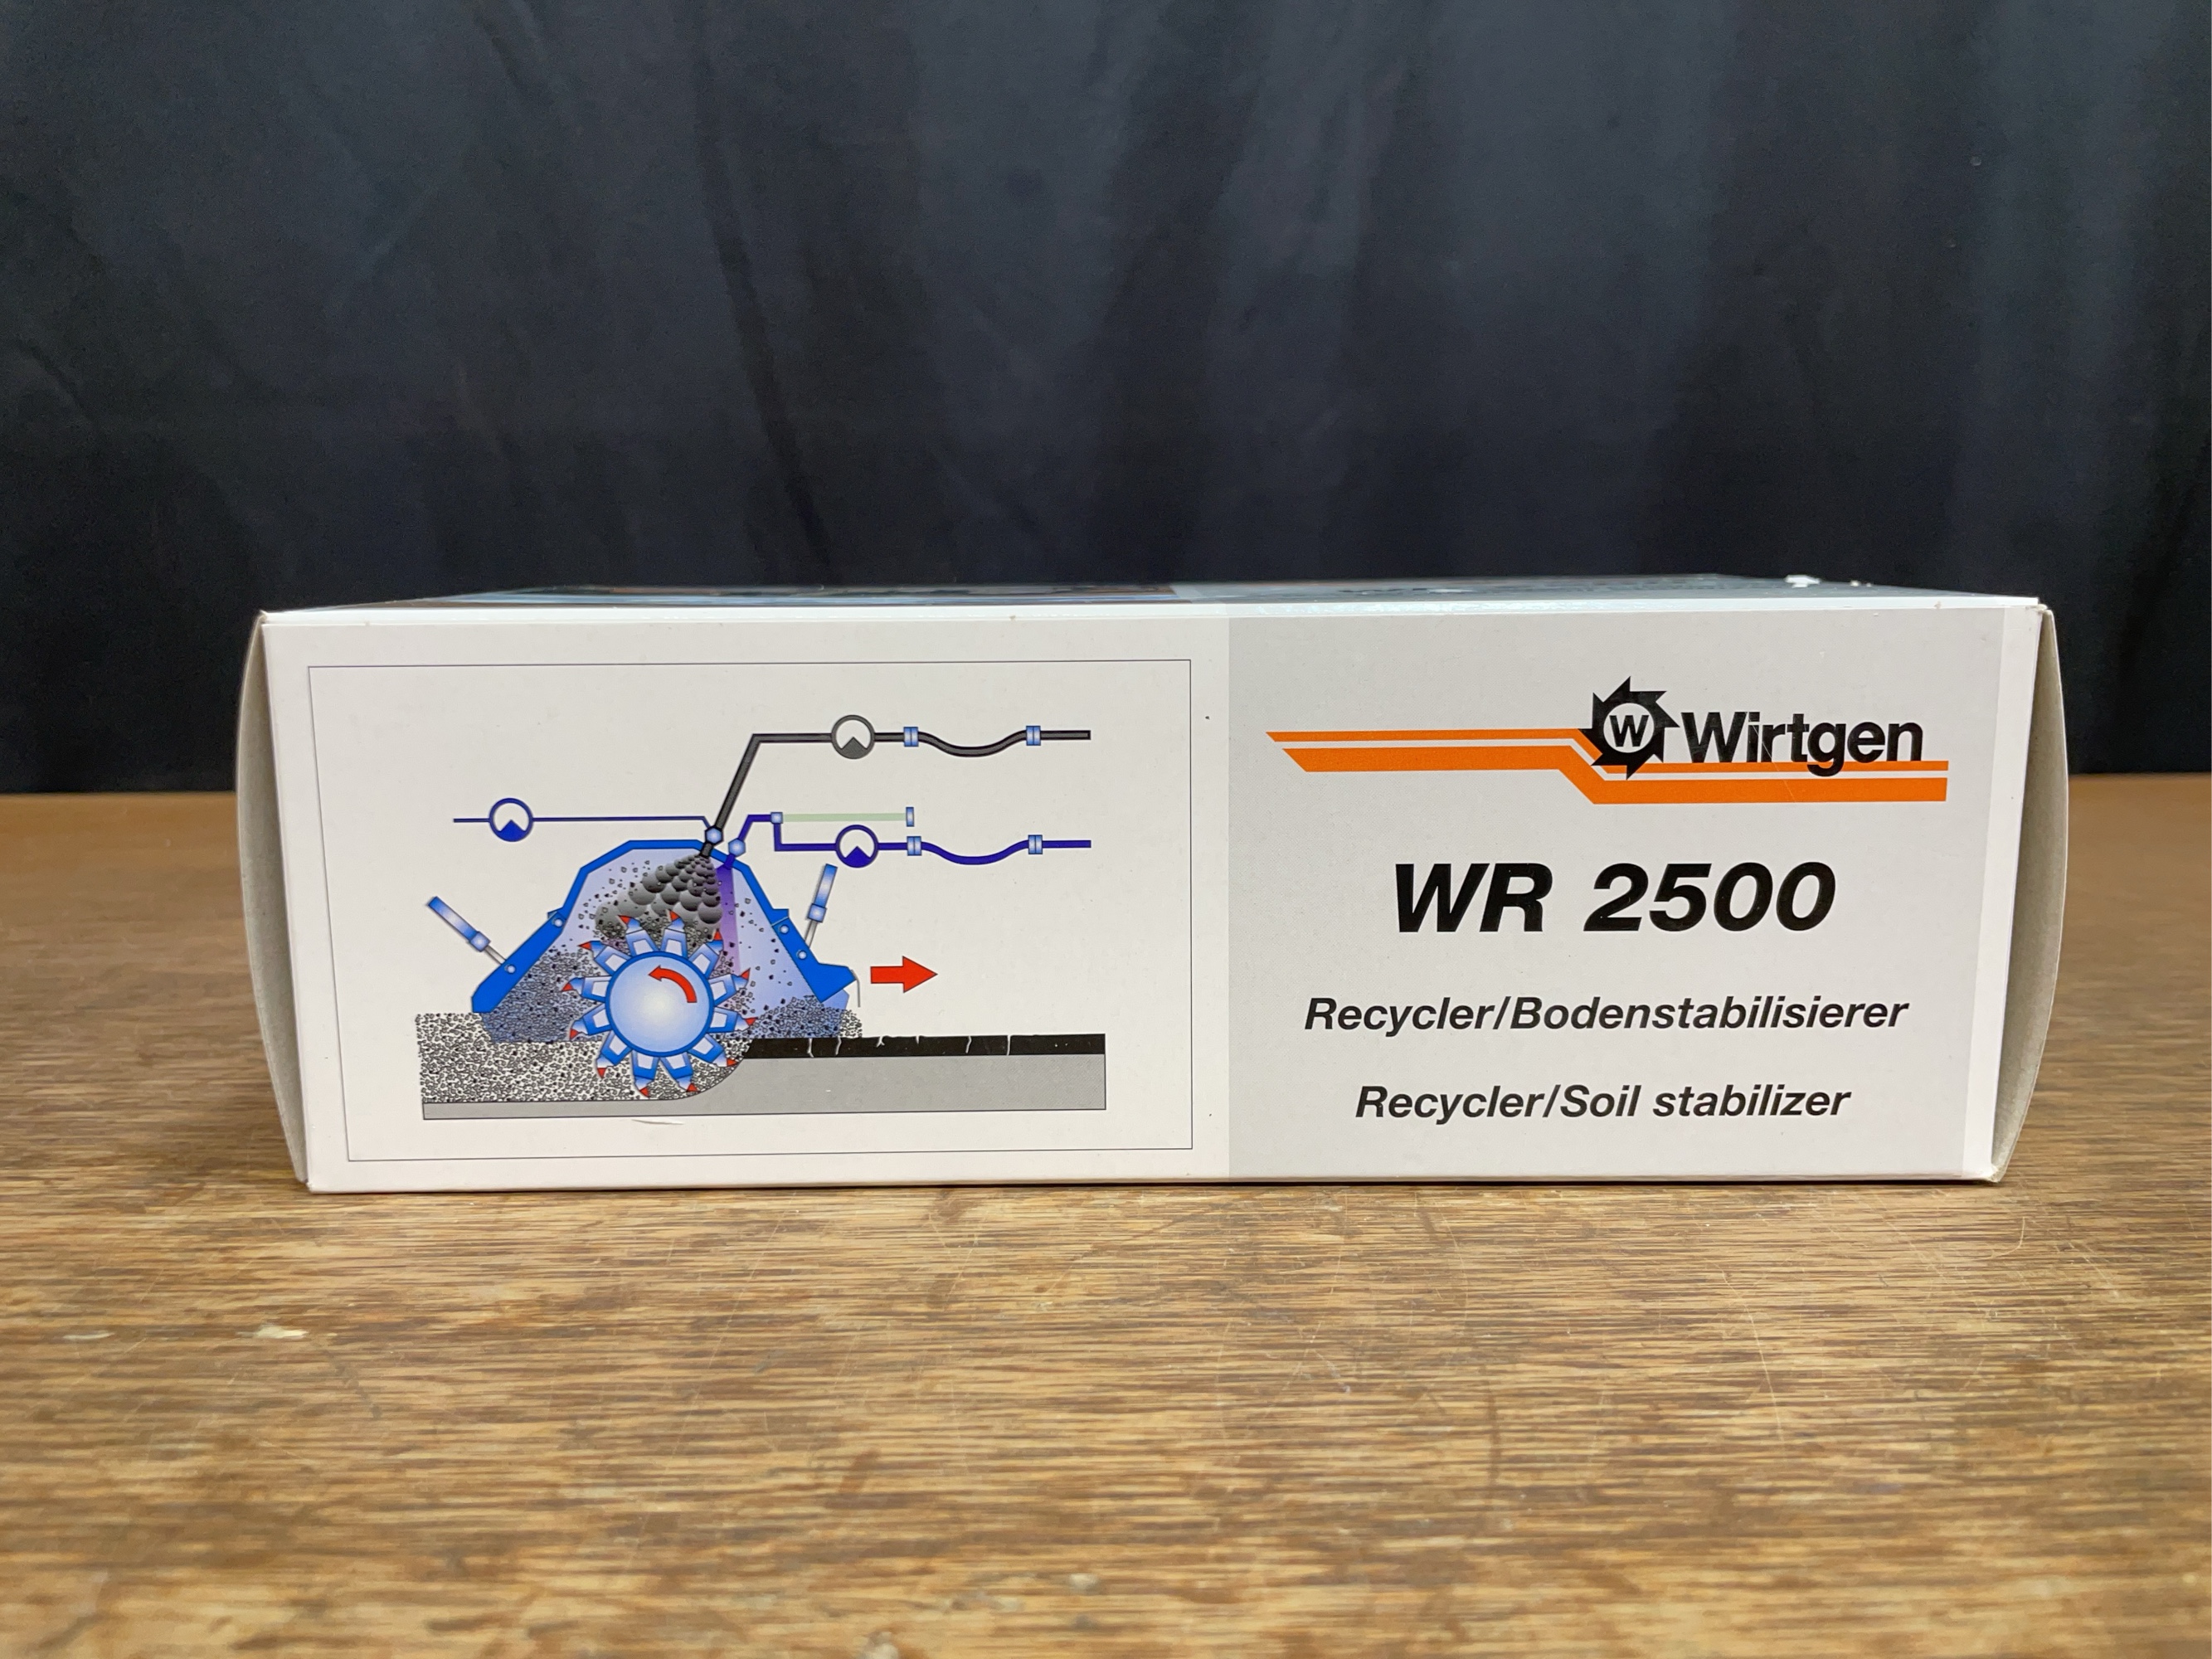 W Wirtgen
WR 2500
Recycler/Bodenstabilisierer
Recycler/Soil stabilizer